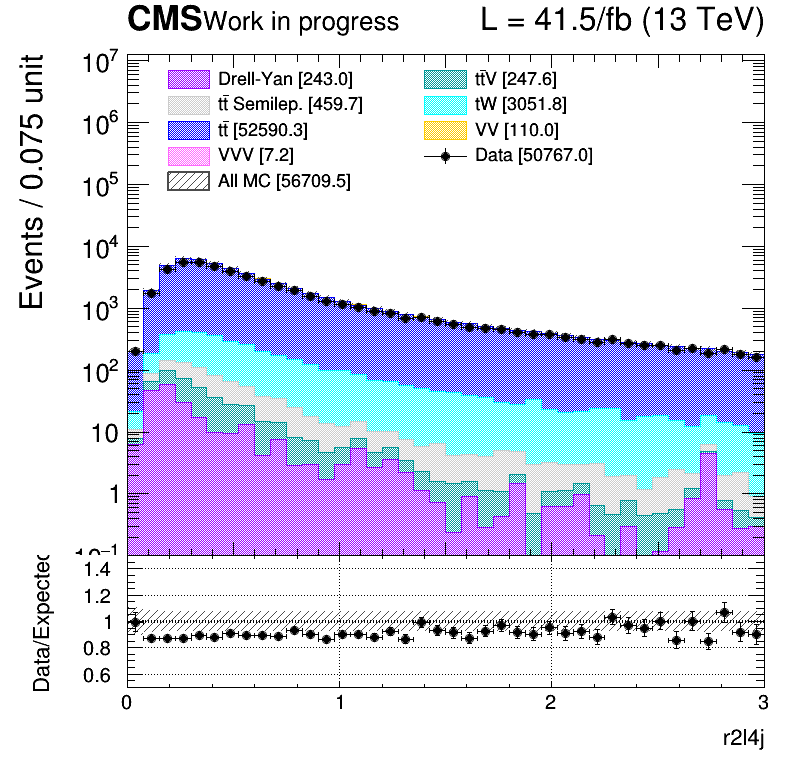 CMS Work in progress L = 41.5/fb (13 TeV)
Events / 0.075 unit
10⁷
10⁶
10⁵
10⁴
10³
10²
10
1
10⁻¹
Drell-Yan [243.0]
tt̄V [247.6]
tt̄ Semilep. [459.7]
tW [3051.8]
tt̄ [52590.3]
VV [110.0]
VVV [7.2]
Data [50767.0]
All MC [56709.5]
Data/Expected
1.4
1.2
1
0.8
0.6
0 1 2 3
r2l4j